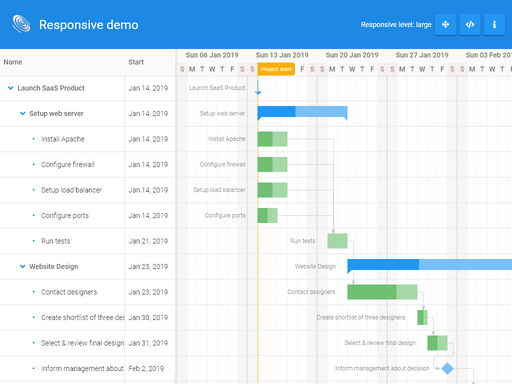 Responsive demo
Responsive level: large
Name Start
Sun 06 Jan 2019 Sun 13 Jan 2019 Sun 20 Jan 2019 Sun 27 Jan 2019 Sun 03 Feb 20
S M T W T F S S M T W T F S S M T W T F S S M T W T F S S M T W T
Project start
Launch SaaS Product Jan 14, 2019 Launch SaaS Product
Setup web server Jan 14, 2019 Setup web server
Install Apache Jan 14, 2019 Install Apache
Configure firewall Jan 14, 2019 Configure firewall
Setup load balancer Jan 14, 2019 Setup load balancer
Configure ports Jan 14, 2019 Configure ports
Run tests Jan 21, 2019 Run tests
Website Design Jan 23, 2019 Website Design
Contact designers Jan 23, 2019 Contact designers
Create shortlist of three des Jan 30, 2019 Create shortlist of three designers
Select & review final design Jan 31, 2019 Select & review final design
Inform management about Feb 2, 2019 Inform management about decision